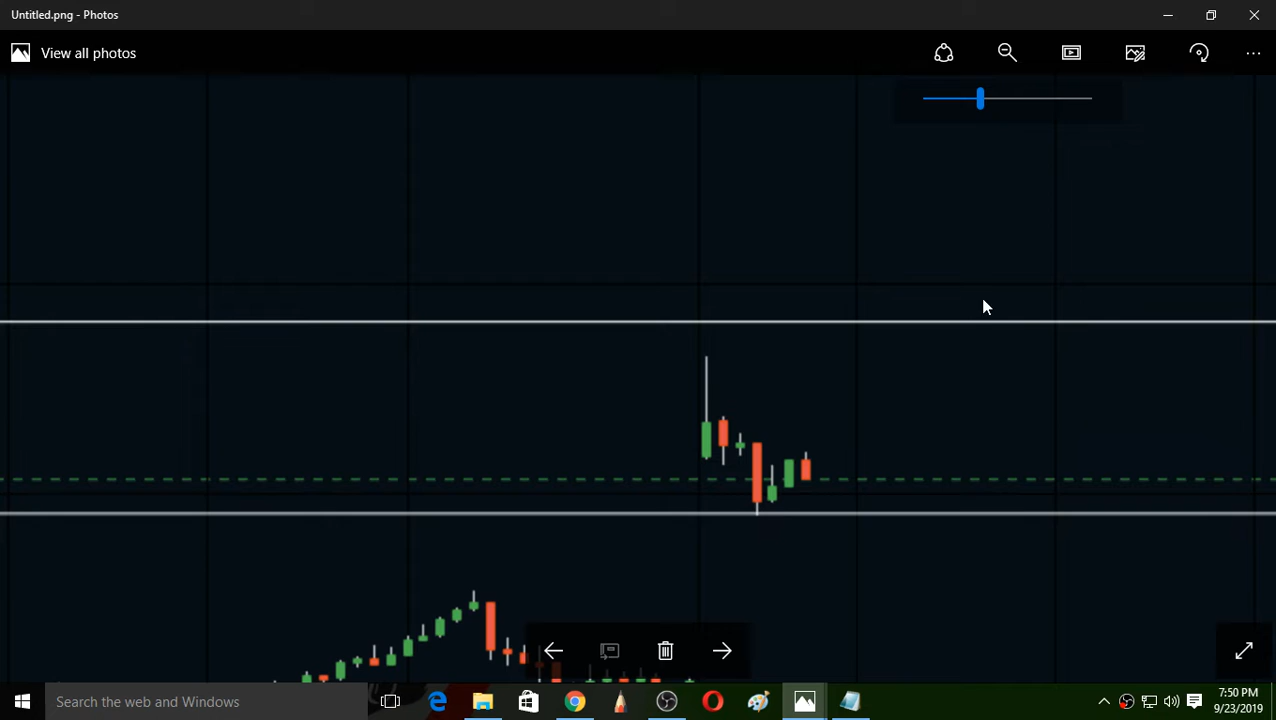 Untitled.png - Photos
View all photos
Search the web and Windows
7:50 PM
9/23/2019